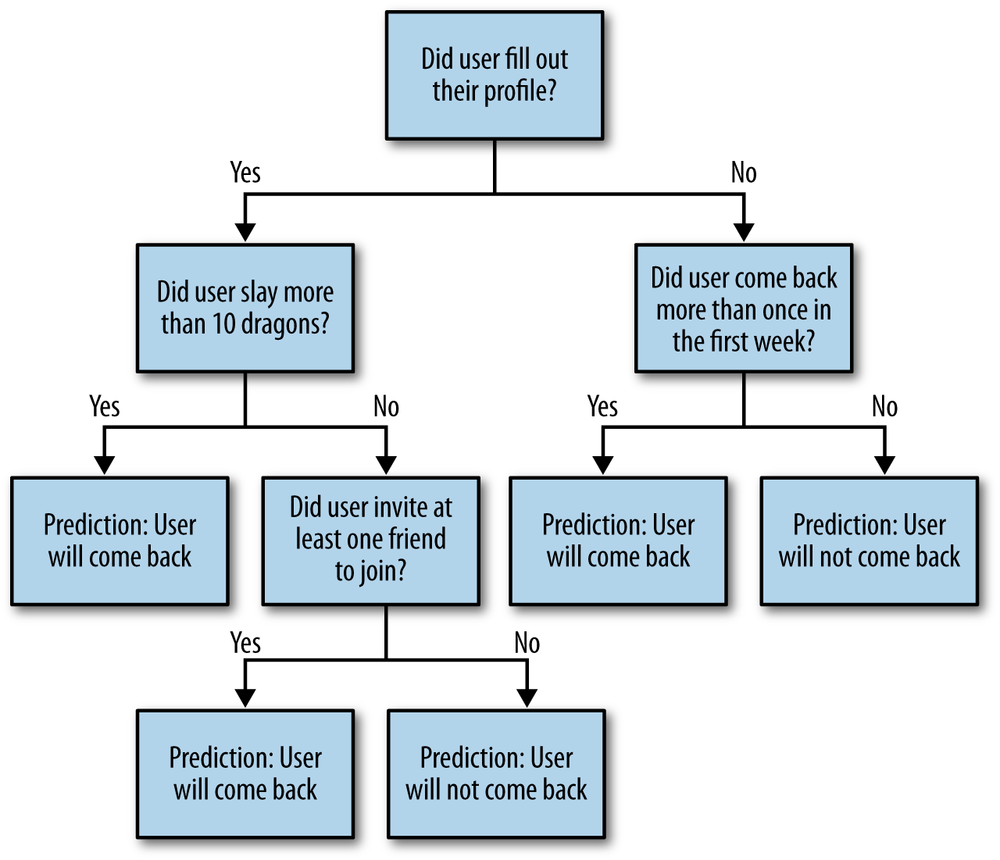 Did user fill out
their profile?
Yes
No
Did user slay more
than 10 dragons?
Did user come back
more than once in
the first week?
Yes
No
Yes
No
Prediction: User
will come back
Did user invite at
least one friend
to join?
Prediction: User
will come back
Prediction: User
will not come back
Yes
No
Prediction: User
will come back
Prediction: User
will not come back